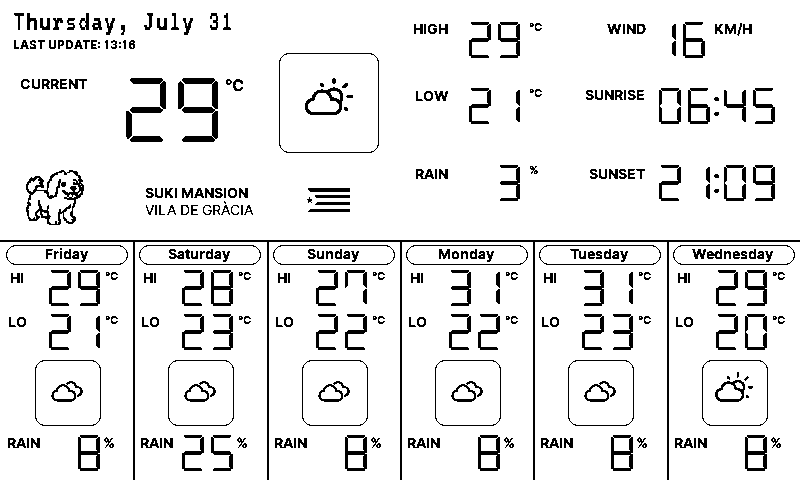 Thursday, July 31
LAST UPDATE: 13:16
CURRENT 29 °C
HIGH 29 °C
LOW 21 °C
RAIN 3 %
WIND 16 KM/H
SUNRISE 06:45
SUNSET 21:09
SUKI MANSION
VILA DE GRÀCIA
Friday
HI 29 °C
LO 21 °C
RAIN 8 %
Saturday
HI 28 °C
LO 23 °C
RAIN 25 %
Sunday
HI 27 °C
LO 22 °C
RAIN 8 %
Monday
HI 31 °C
LO 22 °C
RAIN 8 %
Tuesday
HI 31 °C
LO 23 °C
RAIN 8 %
Wednesday
HI 29 °C
LO 20 °C
RAIN 8 %